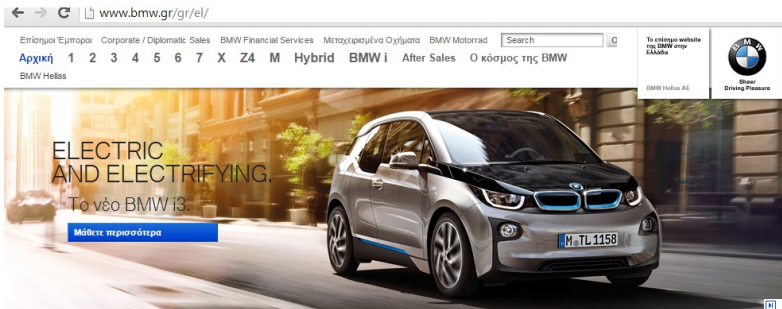 www.bmw.gr/gr/el/
Επίσημοι Έμποροι Corporate / Diplomatic Sales BMW Financial Services Μεταχειρισμένα Οχήματα BMW Motorrad Search
Αρχική 1 2 3 4 5 6 7 X Z4 M Hybrid BMW i After Sales Ο κόσμος της BMW
BMW Hellas
Το επίσημο website
της BMW στην
Ελλάδα
BMW Hellas AE
BMW
Sheer
Driving Pleasure
ELECTRIC
AND ELECTRIFYING.
Το νέο BMW i3.
Μάθετε περισσότερα
M TL 1158